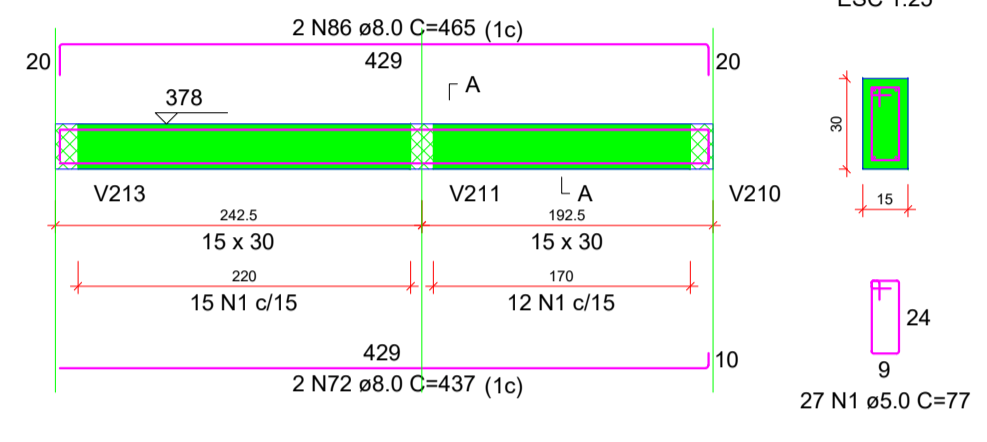 ESC 1:25
2 N86 ø8.0 C=465 (1c)
20
429
20
A
378
30
A
V213
V211
V210
15
242.5
192.5
15 x 30
15 x 30
220
170
15 N1 c/15
12 N1 c/15
24
429
10
9
2 N72 ø8.0 C=437 (1c)
27 N1 ø5.0 C=77